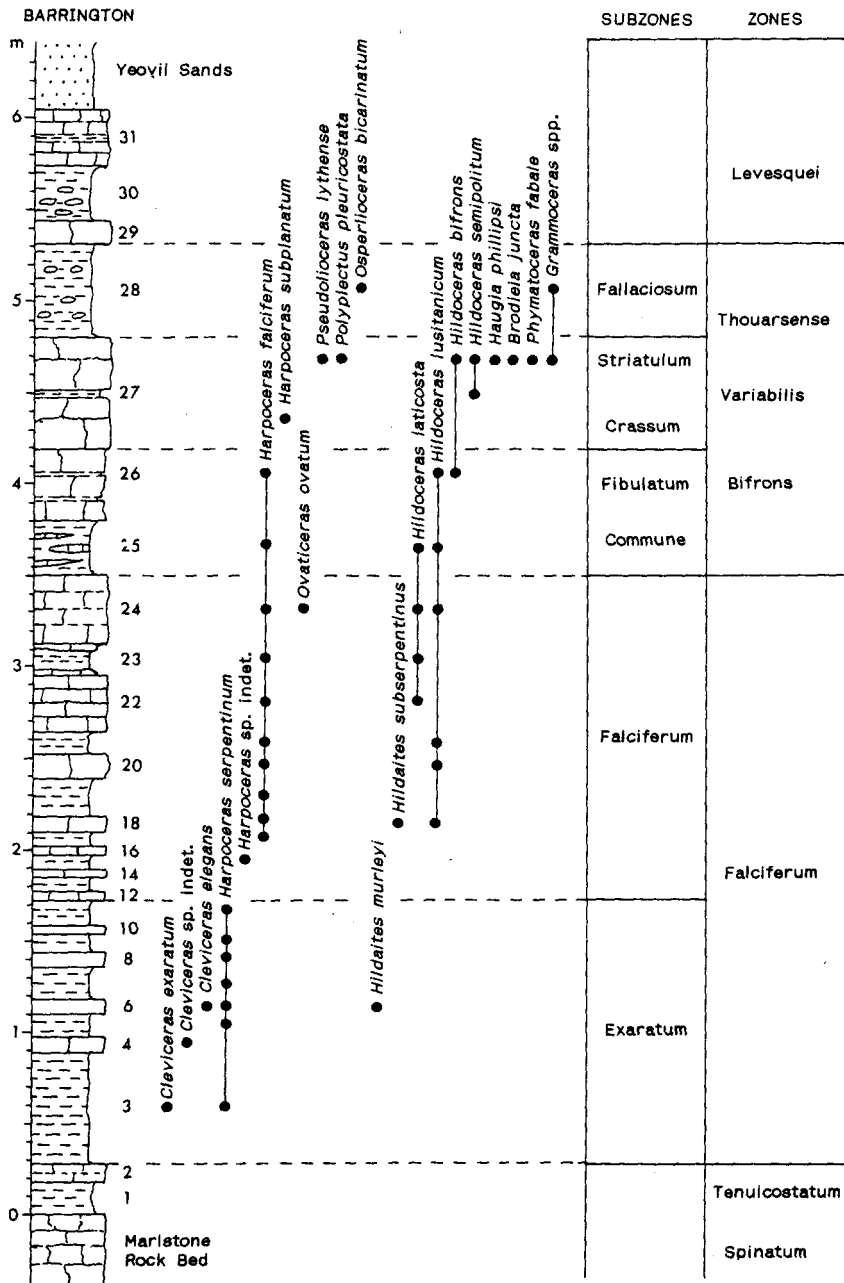 BARRINGTON
SUBZONES
ZONES
m
Yeovil Sands
6
31
30
29
28
5
27
26
4
25
24
23
3
22
20
18
2
16
14
12
10
8
6
1
4
3
2
1
0
Marlstone
Rock Bed
Cleviceras exaratum
Cleviceras sp. indet.
Cleviceras elegans
Harpoceras serpentinum
Harpoceras sp. indet.
Harpoceras falciferum
Harpoceras subplanatum
Ovaticeras ovatum
Pseudolioceras lythense
Polyplectus pleuricostata
Osperlioceras bicarinatum
Hildaites murleyi
Hildaites subserpentinus
Hildoceras laticosta
Hildoceras lusitanicum
Hildoceras bifrons
Hildoceras semipolitum
Haugia phillipsi
Brodieia juncta
Phymatoceras fabale
Grammoceras spp.
Fallaciosum
Striatulum
Crassum
Fibulatum
Commune
Falciferum
Exaratum
Levesquei
Thouarsense
Variabilis
Bifrons
Falciferum
Tenuicostatum
Spinatum